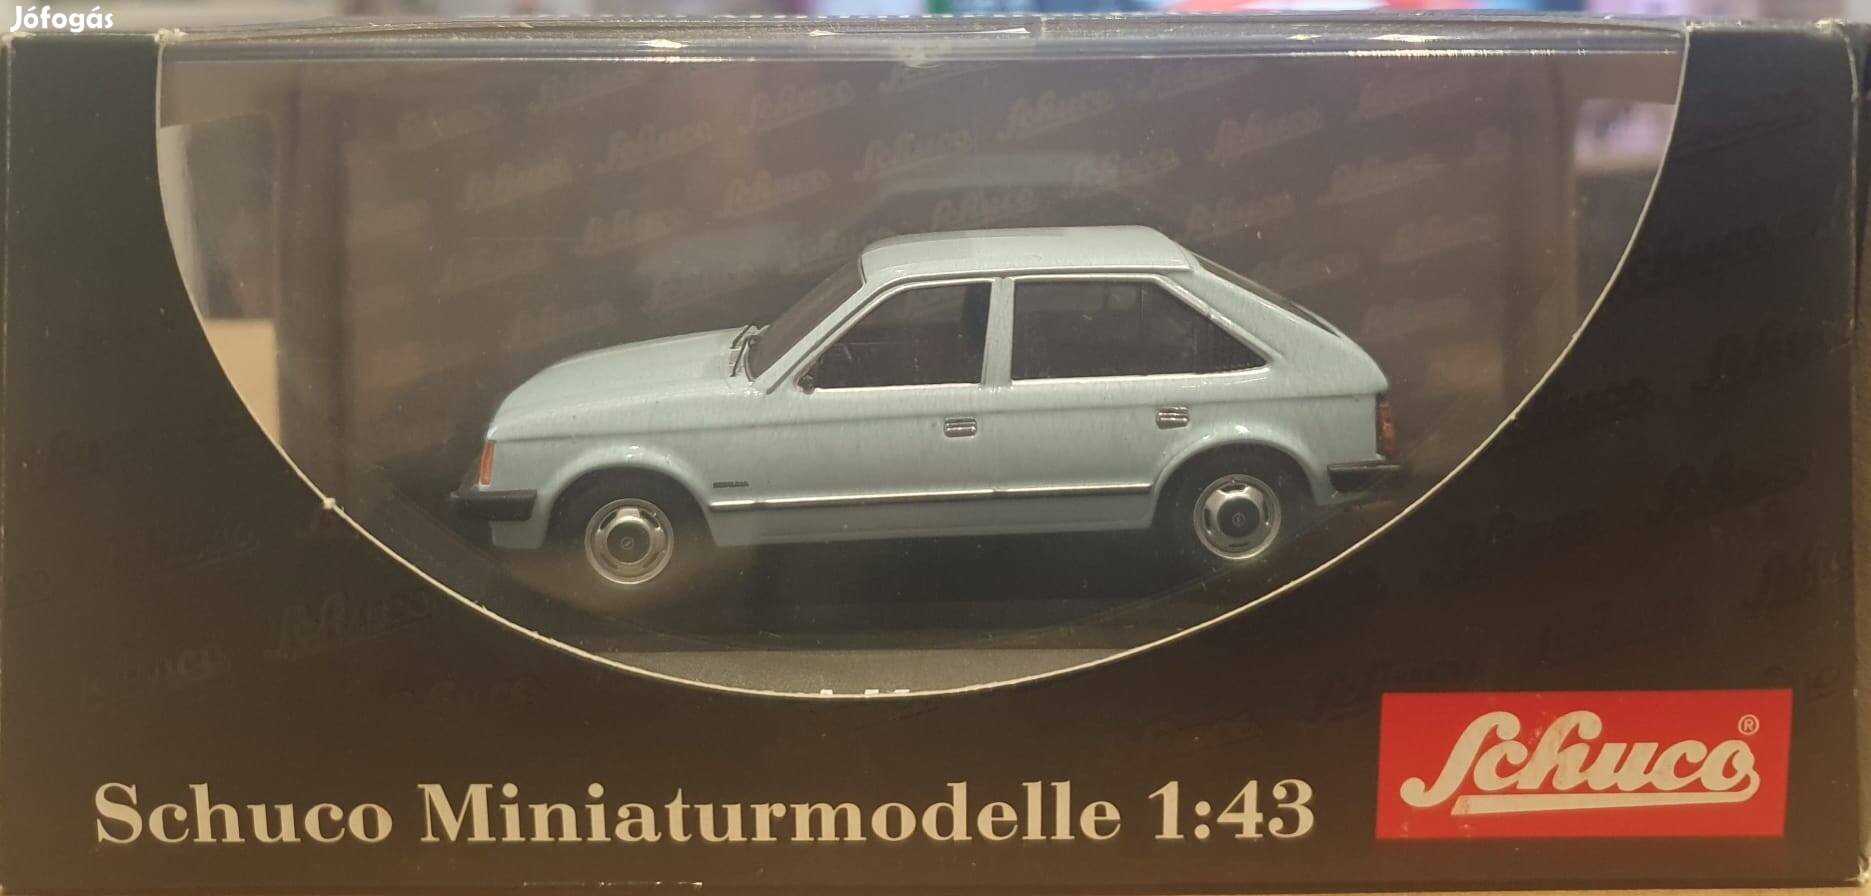 Jófogás
Schuco Miniaturmodelle 1:43
Schuco®